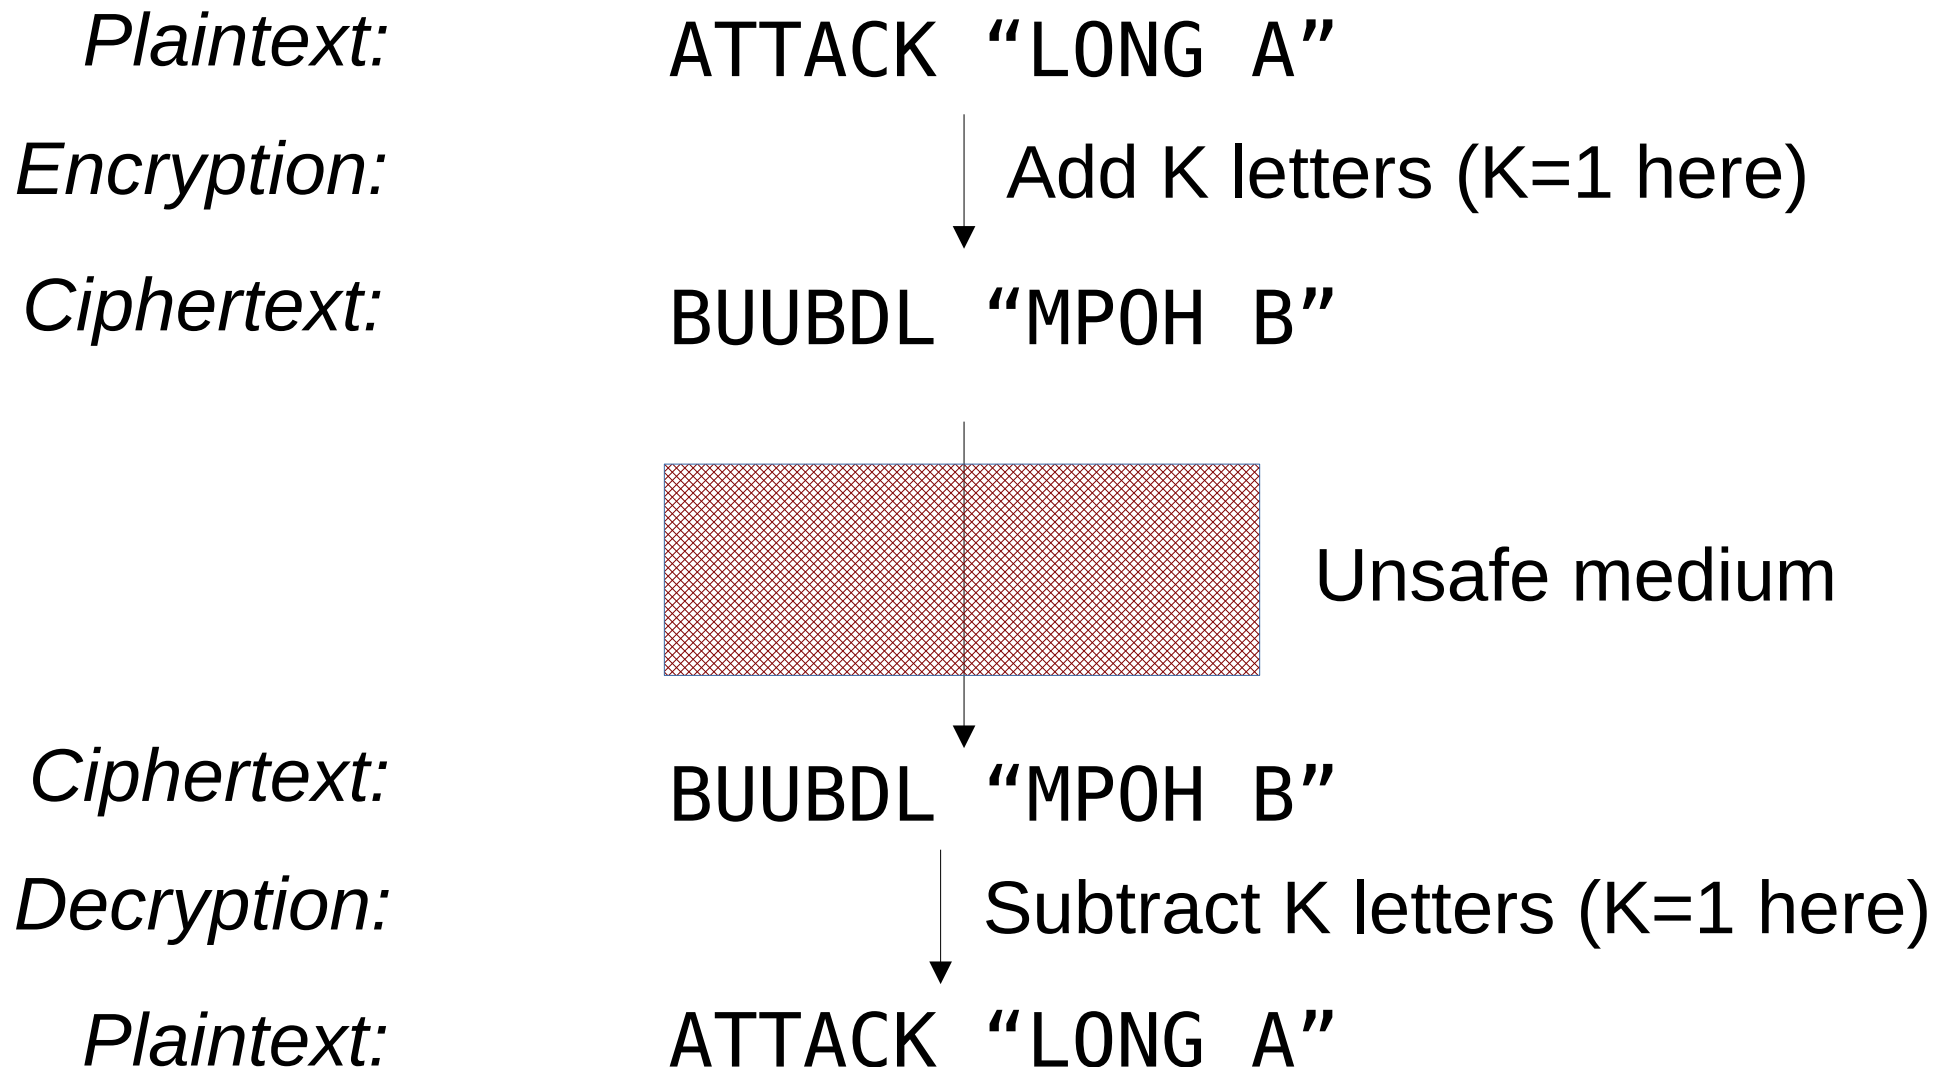 Plaintext: ATTACK “LONG A”
Encryption: Add K letters (K=1 here)
Ciphertext: BUUBDL “MPOH B”
Unsafe medium
Ciphertext: BUUBDL “MPOH B”
Decryption: Subtract K letters (K=1 here)
Plaintext: ATTACK “LONG A”